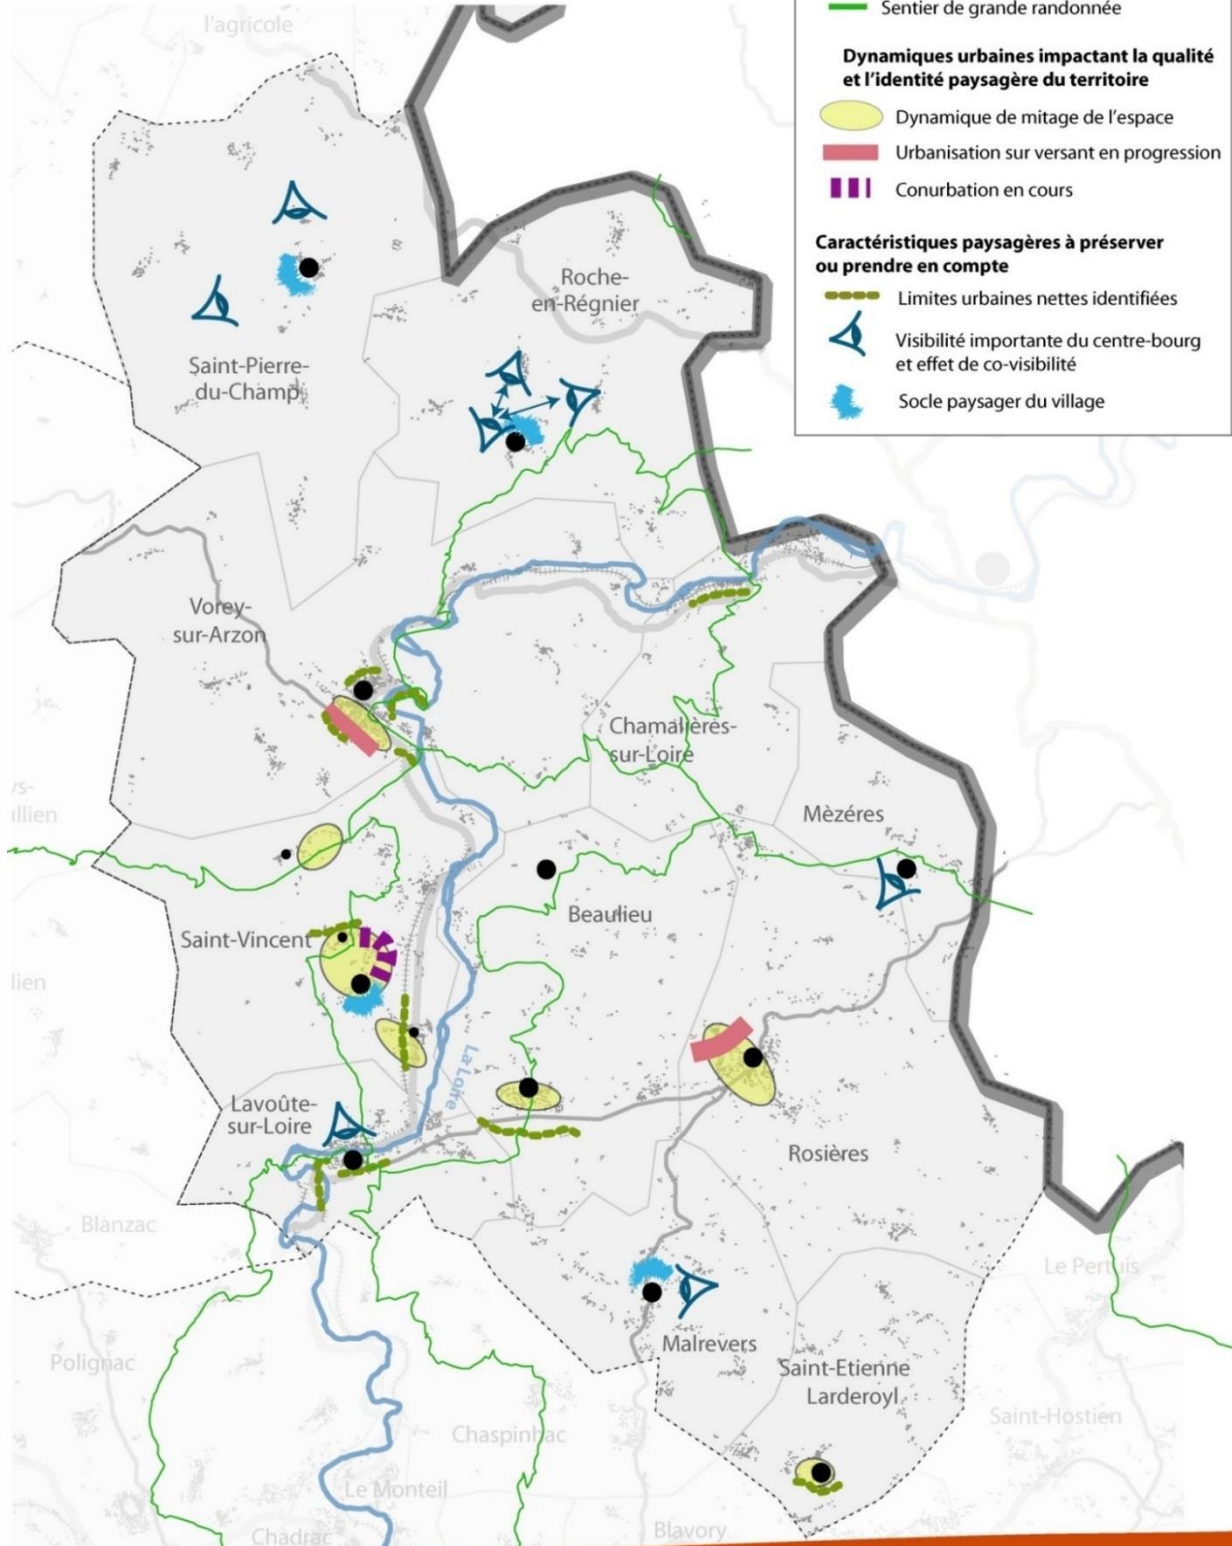 Sentier de grande randonnée
Dynamiques urbaines impactant la qualité
et l'identité paysagère du territoire
Dynamique de mitage de l'espace
Urbanisation sur versant en progression
Conurbation en cours
Caractéristiques paysagères à préserver
ou prendre en compte
Limites urbaines nettes identifiées
Visibilité importante du centre-bourg
et effet de co-visibilité
Socle paysager du village
l'agricole
Roche-
en-Régnier
Saint-Pierre-
du-Champ
Vorey-
sur-Arzon
Chamalières-
sur-Loire
Mèzéres
Beaulieu
Saint-Vincent
La Loire
Lavoûte-
sur-Loire
Rosières
Blanzac
Le Pertuis
Malrevers
Polignac
Saint-Etienne
Larderoyl
Saint-Hostien
Chaspinhac
Le Monteil
Chadrac
Blavory